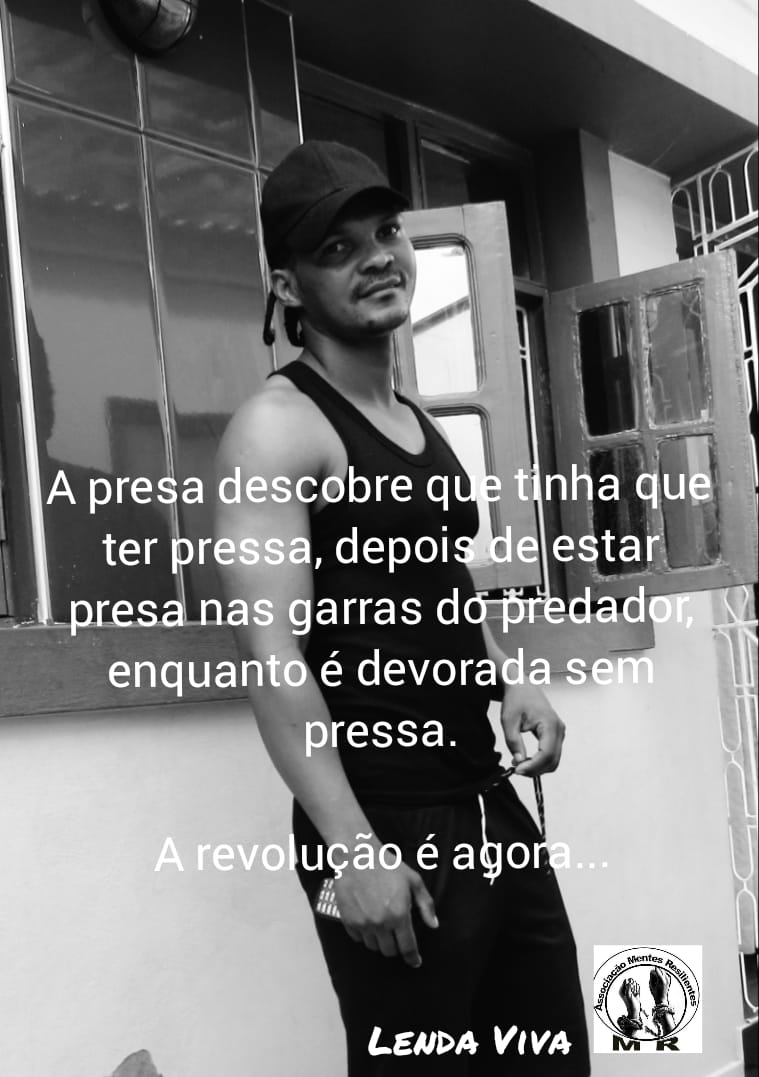 A presa descobre que tinha que
ter pressa, depois de estar
presa nas garras do predador,
enquanto é devorada sem
pressa.
A revolução é agora...
Lenda Viva
Associação Mentes Resilientes
M R